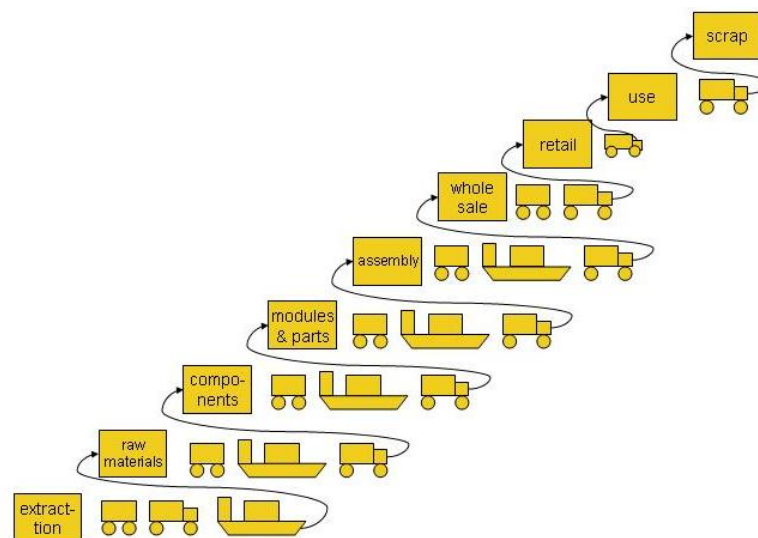 scrap
use
retail
whole
sale
assembly
modules
& parts
compo-
nents
raw
materials
extract-
tion